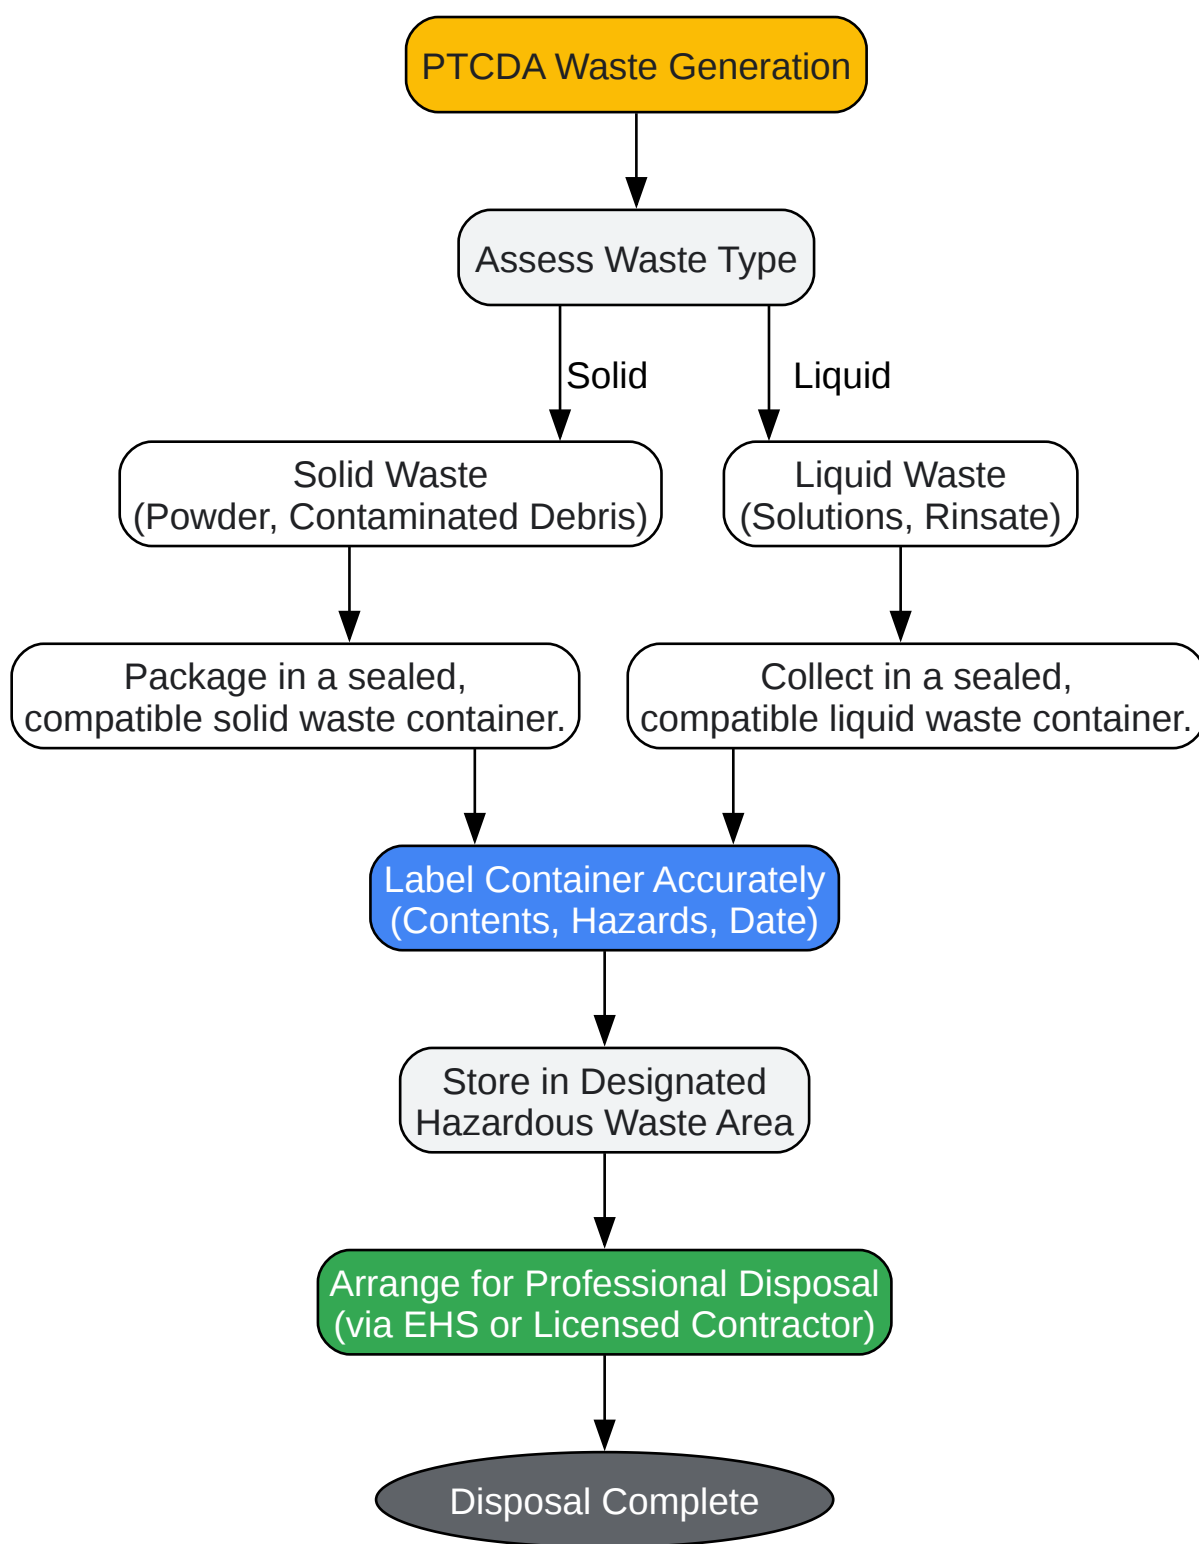 PTCDA Waste Generation
Assess Waste Type
Solid
Liquid
Solid Waste
(Powder, Contaminated Debris)
Liquid Waste
(Solutions, Rinsate)
Package in a sealed,
compatible solid waste container.
Collect in a sealed,
compatible liquid waste container.
Label Container Accurately
(Contents, Hazards, Date)
Store in Designated
Hazardous Waste Area
Arrange for Professional Disposal
(via EHS or Licensed Contractor)
Disposal Complete